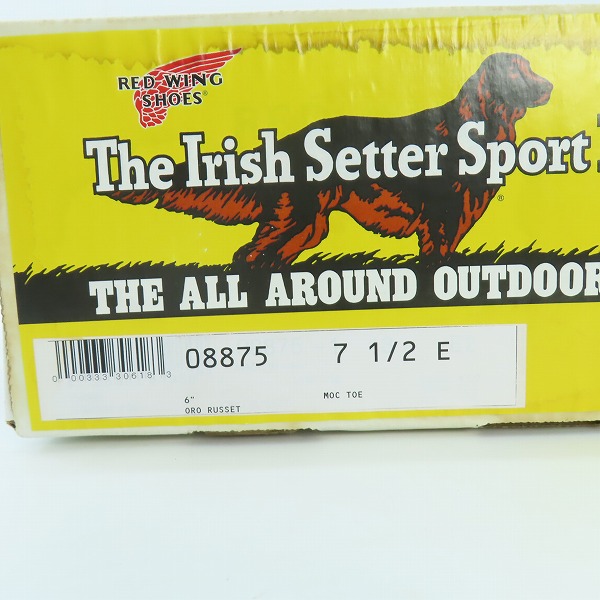 RED WING
SHOES®
The Irish Setter Sport
®
THE ALL AROUND OUTDOOR
08875 7 1/2 E
0 00333 30618 3
6" MOC TOE
ORO RUSSET